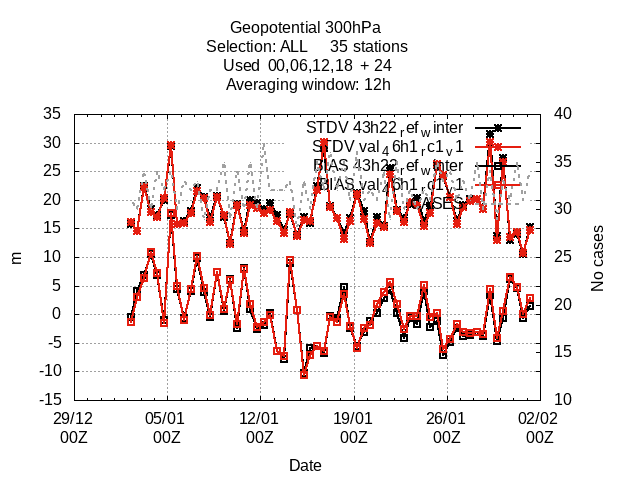 Geopotential 300hPa
Selection: ALL 35 stations
Used 00,06,12,18 + 24
Averaging window: 12h
35
30
25
20
15
10
5
0
-5
-10
-15
m
40
35
30
25
20
15
10
No cases
STDV 43h22_ref_winter
STDV val_46h1_rc1_v1
BIAS 43h22_ref_winter
BIAS val_46h1_rc1_v1
CASES
29/12 05/01 12/01 19/01 26/01 02/02
00Z 00Z 00Z 00Z 00Z 00Z
Date